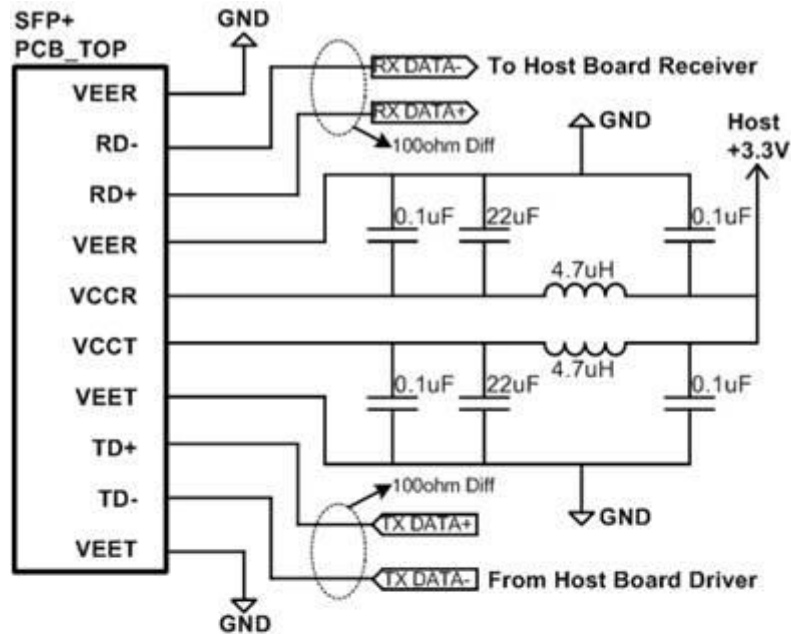 SFP+
PCB_TOP
GND
VEER
RD-
RD+
VEER
VCCR
VCCT
VEET
TD+
TD-
VEET
GND
RX DATA-
To Host Board Receiver
RX DATA+
100ohm Diff
GND
Host
+3.3V
0.1uF
22uF
0.1uF
4.7uH
4.7uH
0.1uF
22uF
0.1uF
100ohm Diff
GND
TX DATA+
TX DATA-
From Host Board Driver